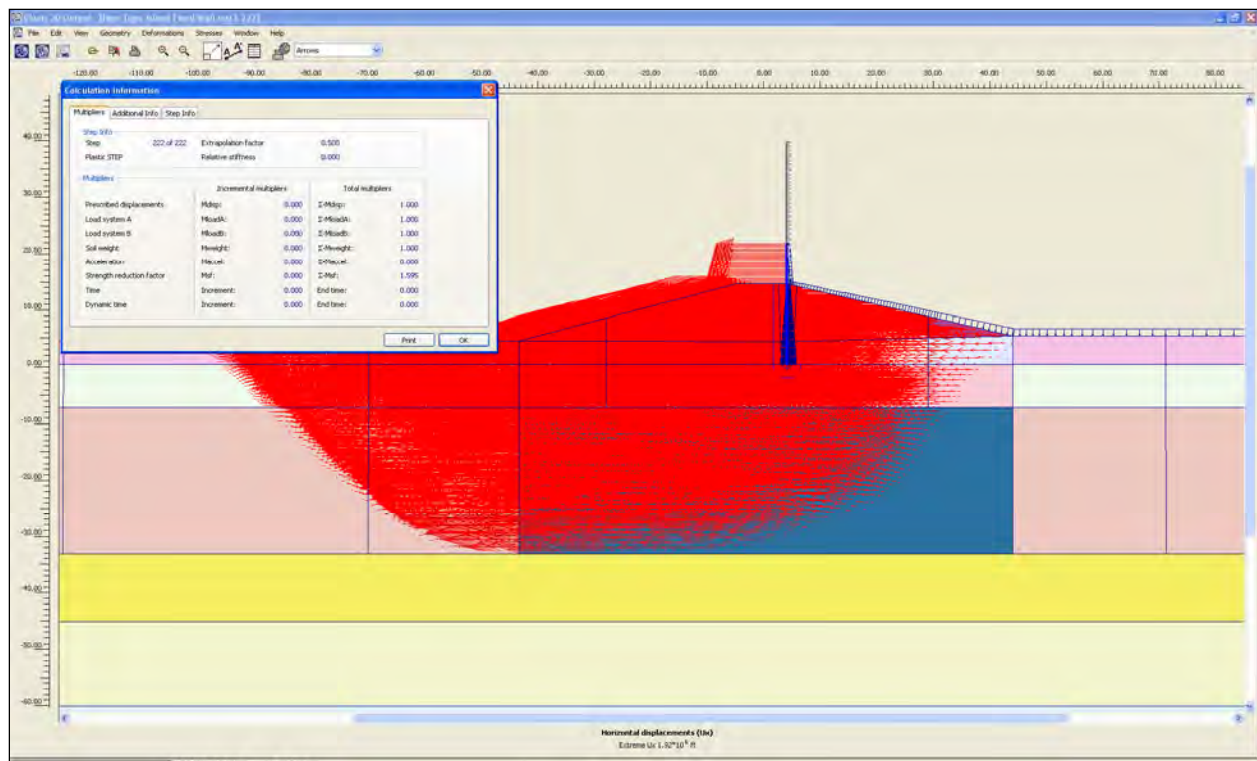 File Edit View Geometry Deformations Stresses Window Help
Arrows
-120.00 -110.00 -100.00 -90.00 -80.00 -70.00 -60.00 -50.00 -40.00 -30.00 -20.00 -10.00 0.00 10.00 20.00 30.00 40.00 50.00 60.00 70.00 80.00
Calculation information
Multipliers Additional Info Step Info
Step Info
Step 222 of 222 Extrapolation factor 0.500
Plastic STEP Relative stiffness 0.000
Multipliers
Incremental multipliers Total multipliers
Prescribed displacements Mdisp: 0.000 Σ-Mdisp: 1.000
Load system A MloadA: 0.000 Σ-MloadA: 1.000
Load system B MloadB: 0.000 Σ-MloadB: 1.000
Soil weight Mweight: 0.000 Σ-Mweight: 1.000
Acceleration Maccel: 0.000 Σ-Maccel: 0.000
Strength reduction factor Msf: 0.000 Σ-Msf: 1.595
Time Increment: 0.000 End time: 0.000
Dynamic time Increment: 0.000 End time: 0.000
Print OK
40.00
30.00
20.00
10.00
0.00
-10.00
-20.00
-30.00
-40.00
-50.00
-60.00
Horizontal displacements (Ux)